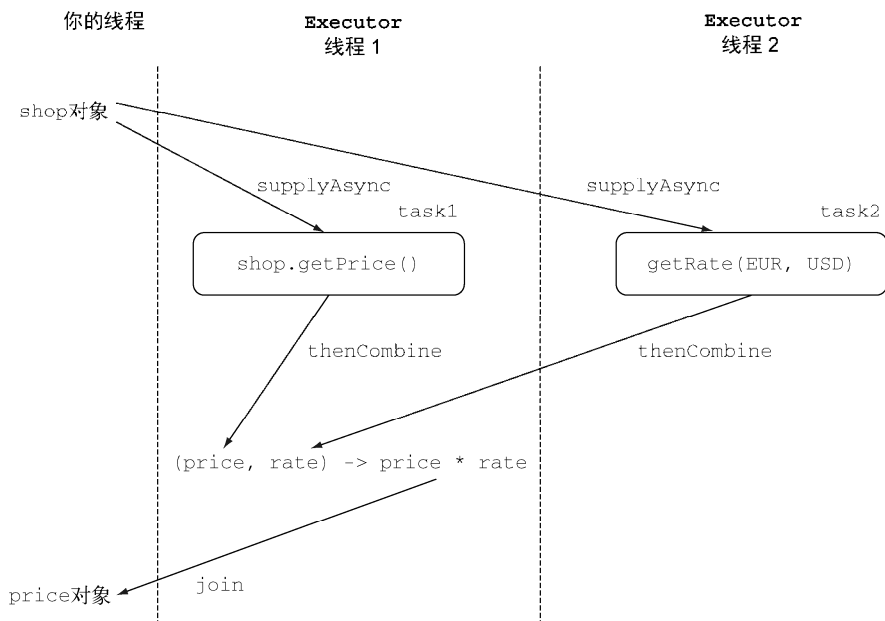 你的线程
Executor
线程 1
Executor
线程 2
shop对象
supplyAsync
supplyAsync
task1
task2
shop.getPrice()
getRate(EUR, USD)
thenCombine
thenCombine
(price, rate) -> price * rate
join
price对象